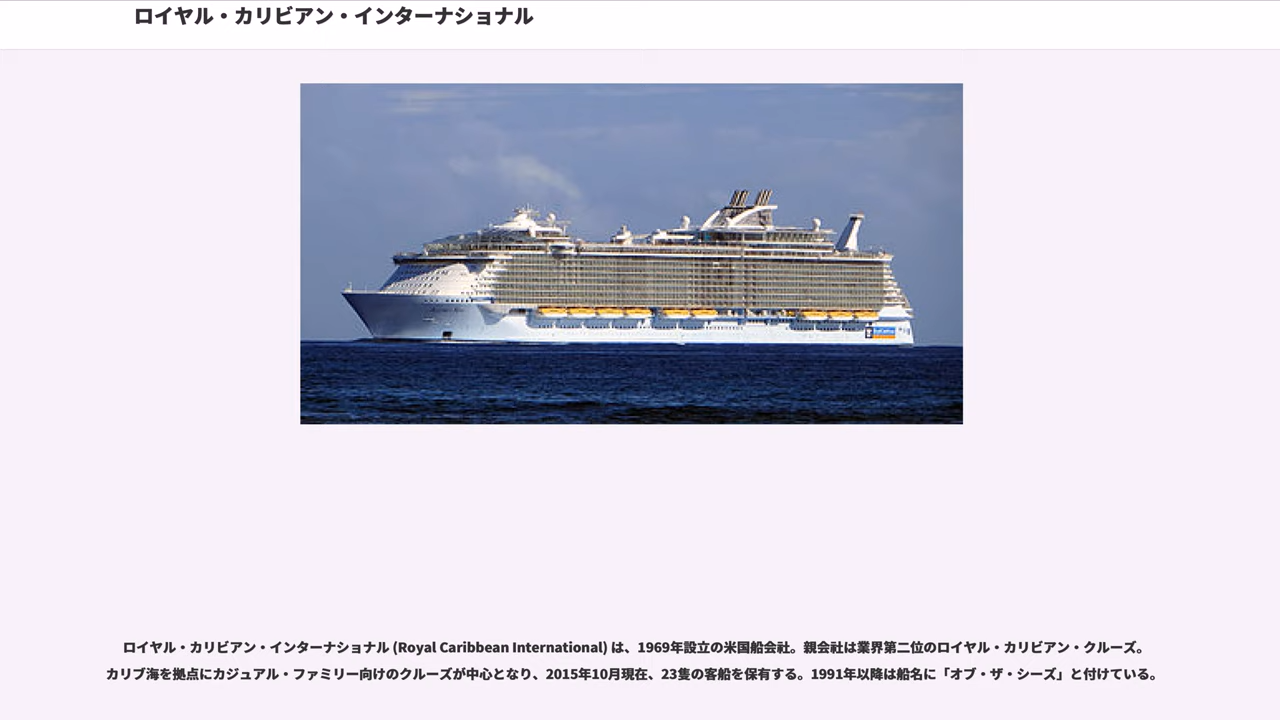 ロイヤル・カリビアン・インターナショナル
ロイヤル・カリビアン・インターナショナル (Royal Caribbean International) は、1969年設立の米国船会社。親会社は業界第二位のロイヤル・カリビアン・クルーズ。
カリブ海を拠点にカジュアル・ファミリー向けのクルーズが中心となり、2015年10月現在、23隻の客船を保有する。1991年以降は船名に「オブ・ザ・シーズ」と付けている。